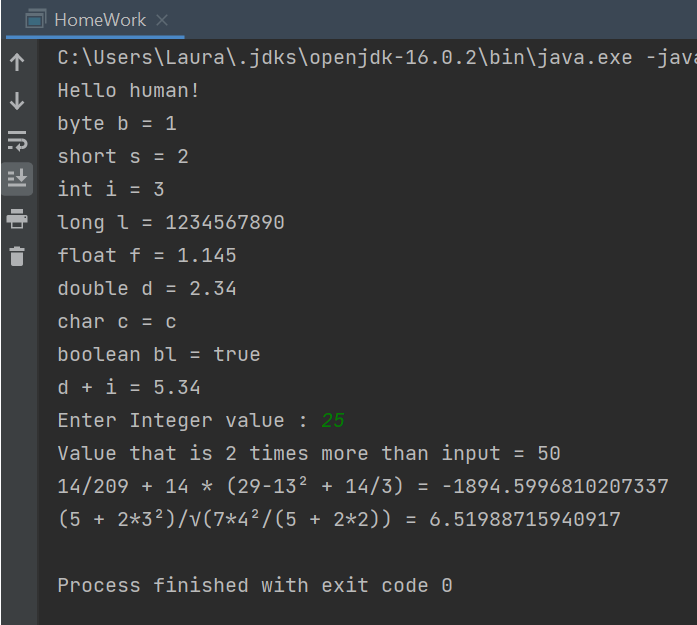 HomeWork
C:\Users\Laura\.jdks\openjdk-16.0.2\bin\java.exe -java
Hello human!
byte b = 1
short s = 2
int i = 3
long l = 1234567890
float f = 1.145
double d = 2.34
char c = c
boolean bl = true
d + i = 5.34
Enter Integer value : 25
Value that is 2 times more than input = 50
14/209 + 14 * (29-13² + 14/3) = -1894.5996810207337
(5 + 2*3²)/√(7*4²/(5 + 2*2)) = 6.51988715940917
Process finished with exit code 0